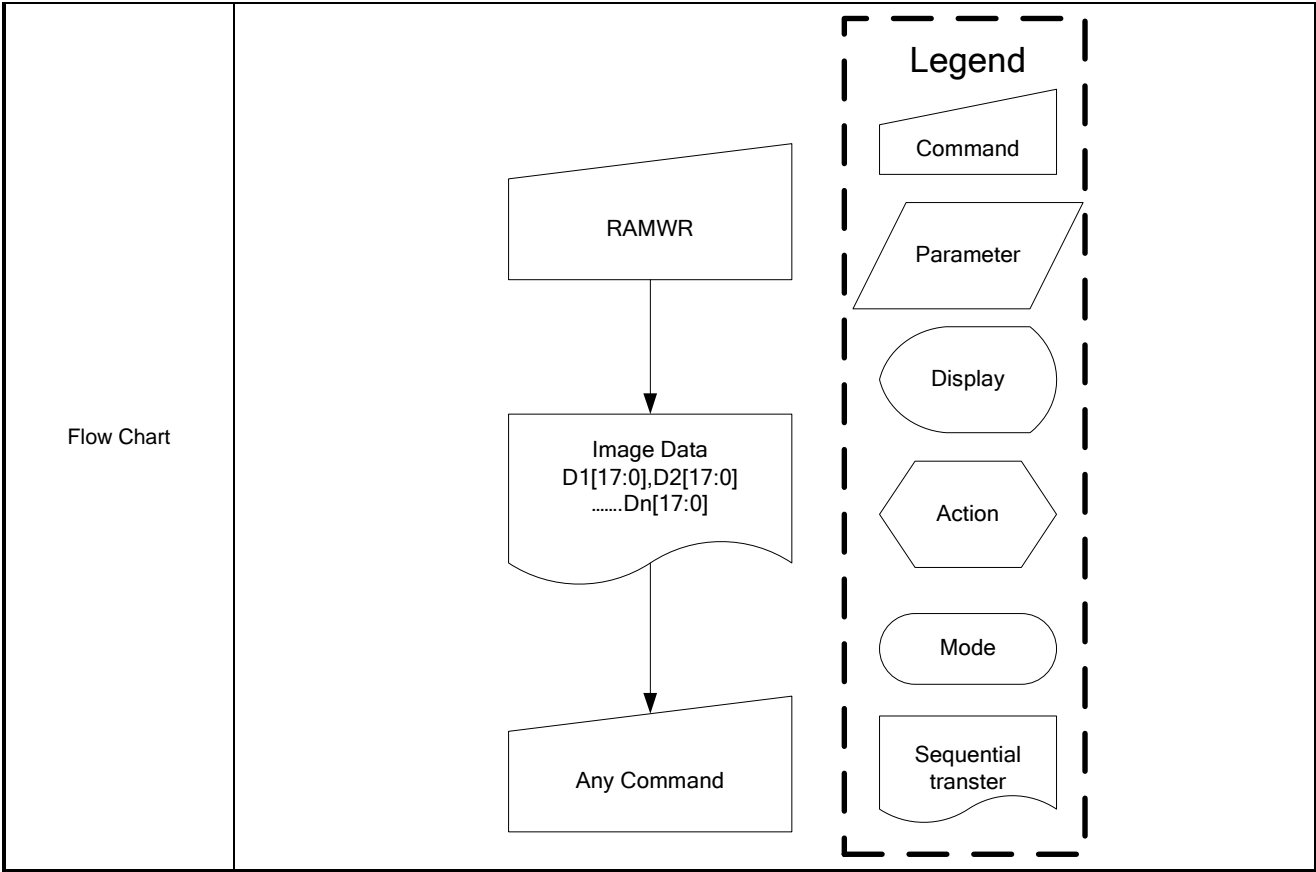 Flow Chart
RAMWR
Image Data
D1[17:0],D2[17:0]
.......Dn[17:0]
Any Command
Legend
Command
Parameter
Display
Action
Mode
Sequential
transter